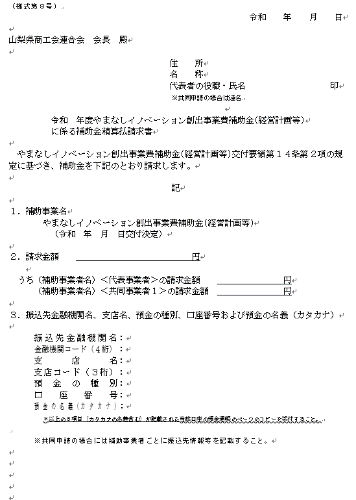 （様式第８号）
令和　　年　　月　　日
山梨県商工会連合会　会長　殿
住　　所
名　　称
代表者の役職・氏名　　　　　　　　　　印
※共同申請の場合は連名
令和　年度やまなしイノベーション創出事業費補助金(経営計画等)
に係る補助金精算払請求書
やまなしイノベーション創出事業費補助金(経営計画等)交付要領第１４条第２項の規
定に基づき、補助金を下記のとおり請求します。
記
１．補助事業名
やまなしイノベーション創出事業費補助金(経営計画等)
（令和　年　月　日交付決定）
２．請求金額　　　　　　　　　　　　　円
うち（補助事業者名）＜代表事業者＞の請求金額　　　　　　　　円
（補助事業者名）＜共同事業者１＞の請求金額　　　　　　　　円
３．振込先金融機関名、支店名、預金の種別、口座番号および預金の名義（カタカナ）
振込先金融機関名：
金融機関コード（４桁）：
支　　店　　名：
支店コード（３桁）：
預　金　の　種　別：
口　座　番　号：
預金の名義（カタカナ）：
※共同申請の場合には補助事業者ごとに振込先情報等を記載すること。